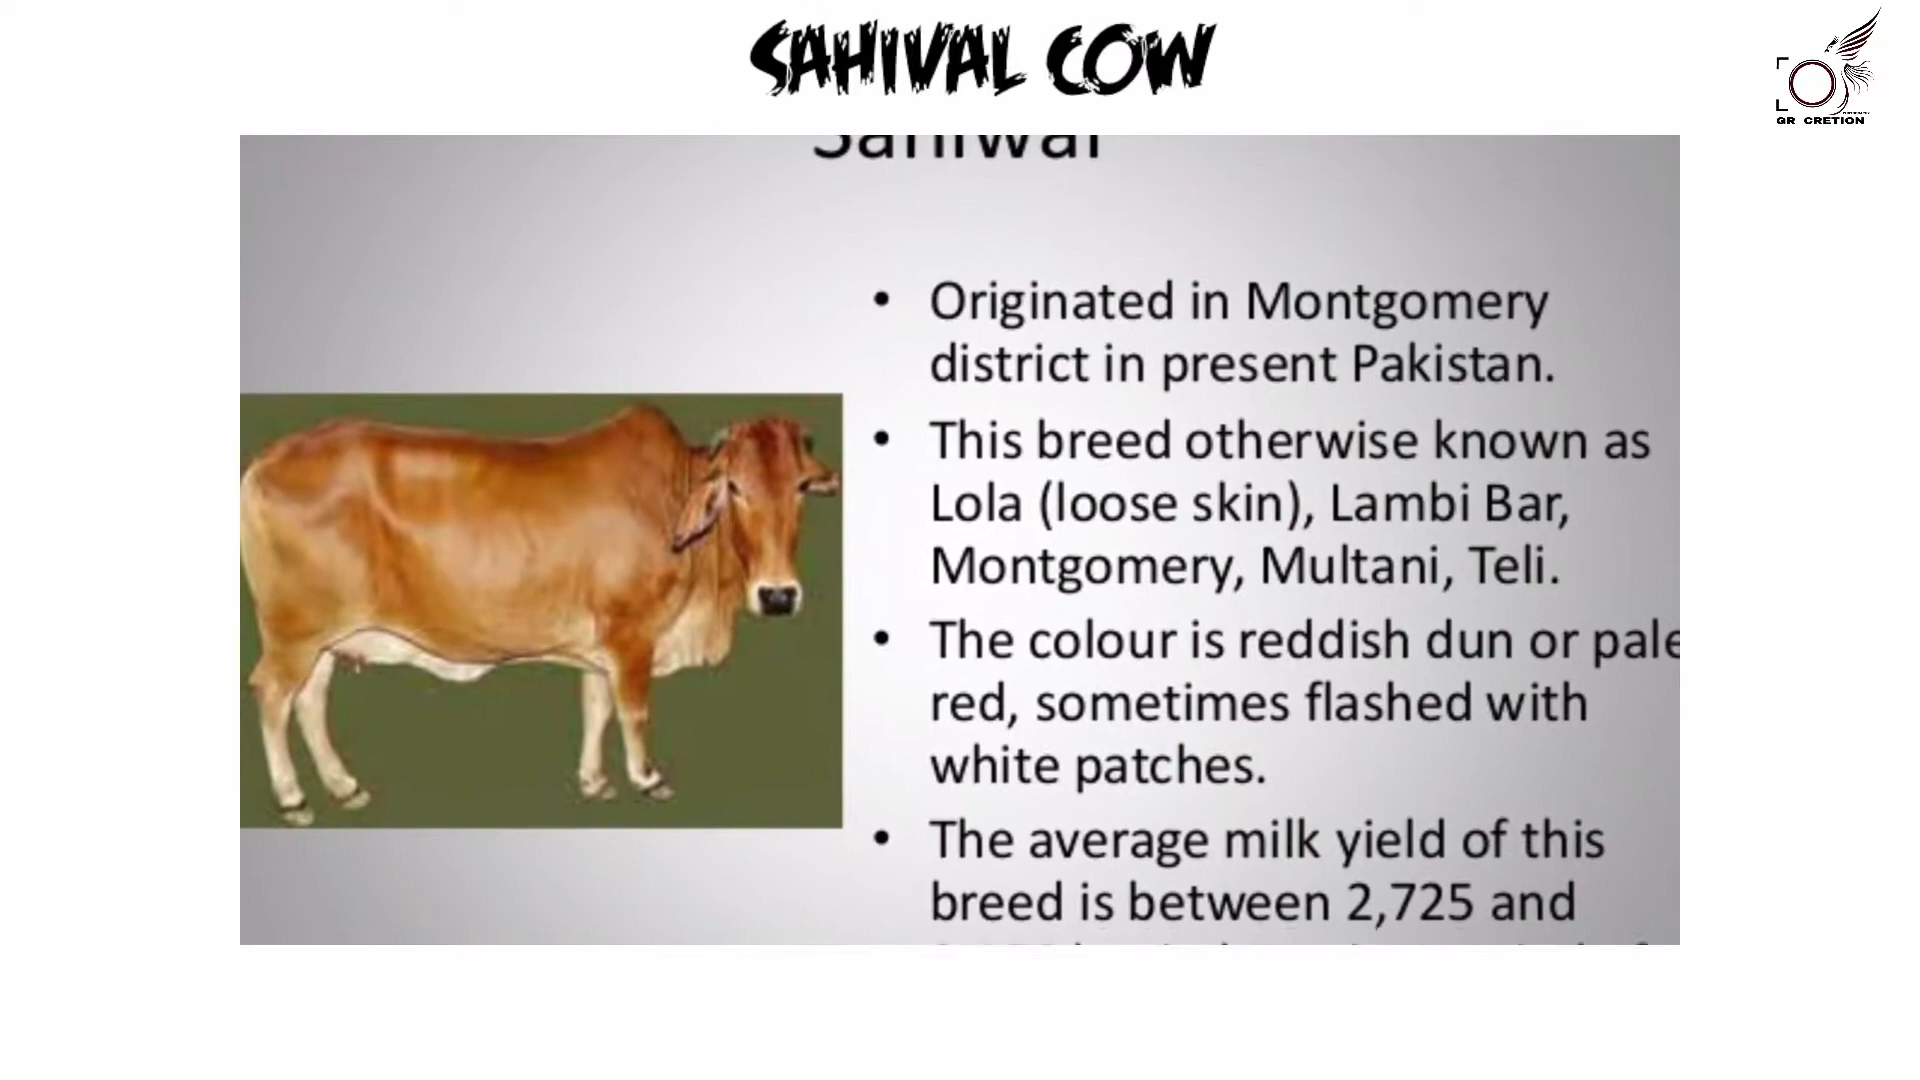 SAHIVAL COW
GR CRETION
Sahiwal
• Originated in Montgomery
district in present Pakistan.
• This breed otherwise known as
Lola (loose skin), Lambi Bar,
Montgomery, Multani, Teli.
• The colour is reddish dun or pale
red, sometimes flashed with
white patches.
• The average milk yield of this
breed is between 2,725 and